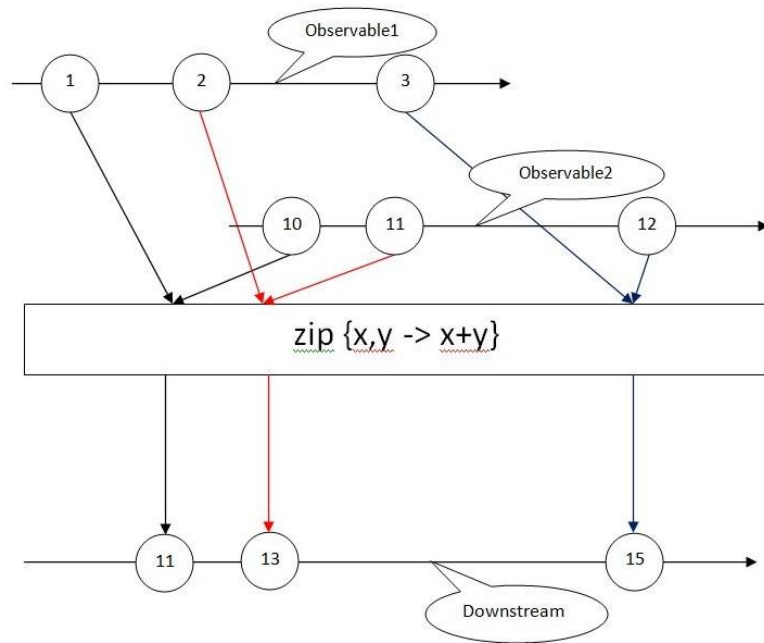 Observable1
1
2
3
Observable2
10
11
12
zip {x,y -> x+y}
11
13
15
Downstream